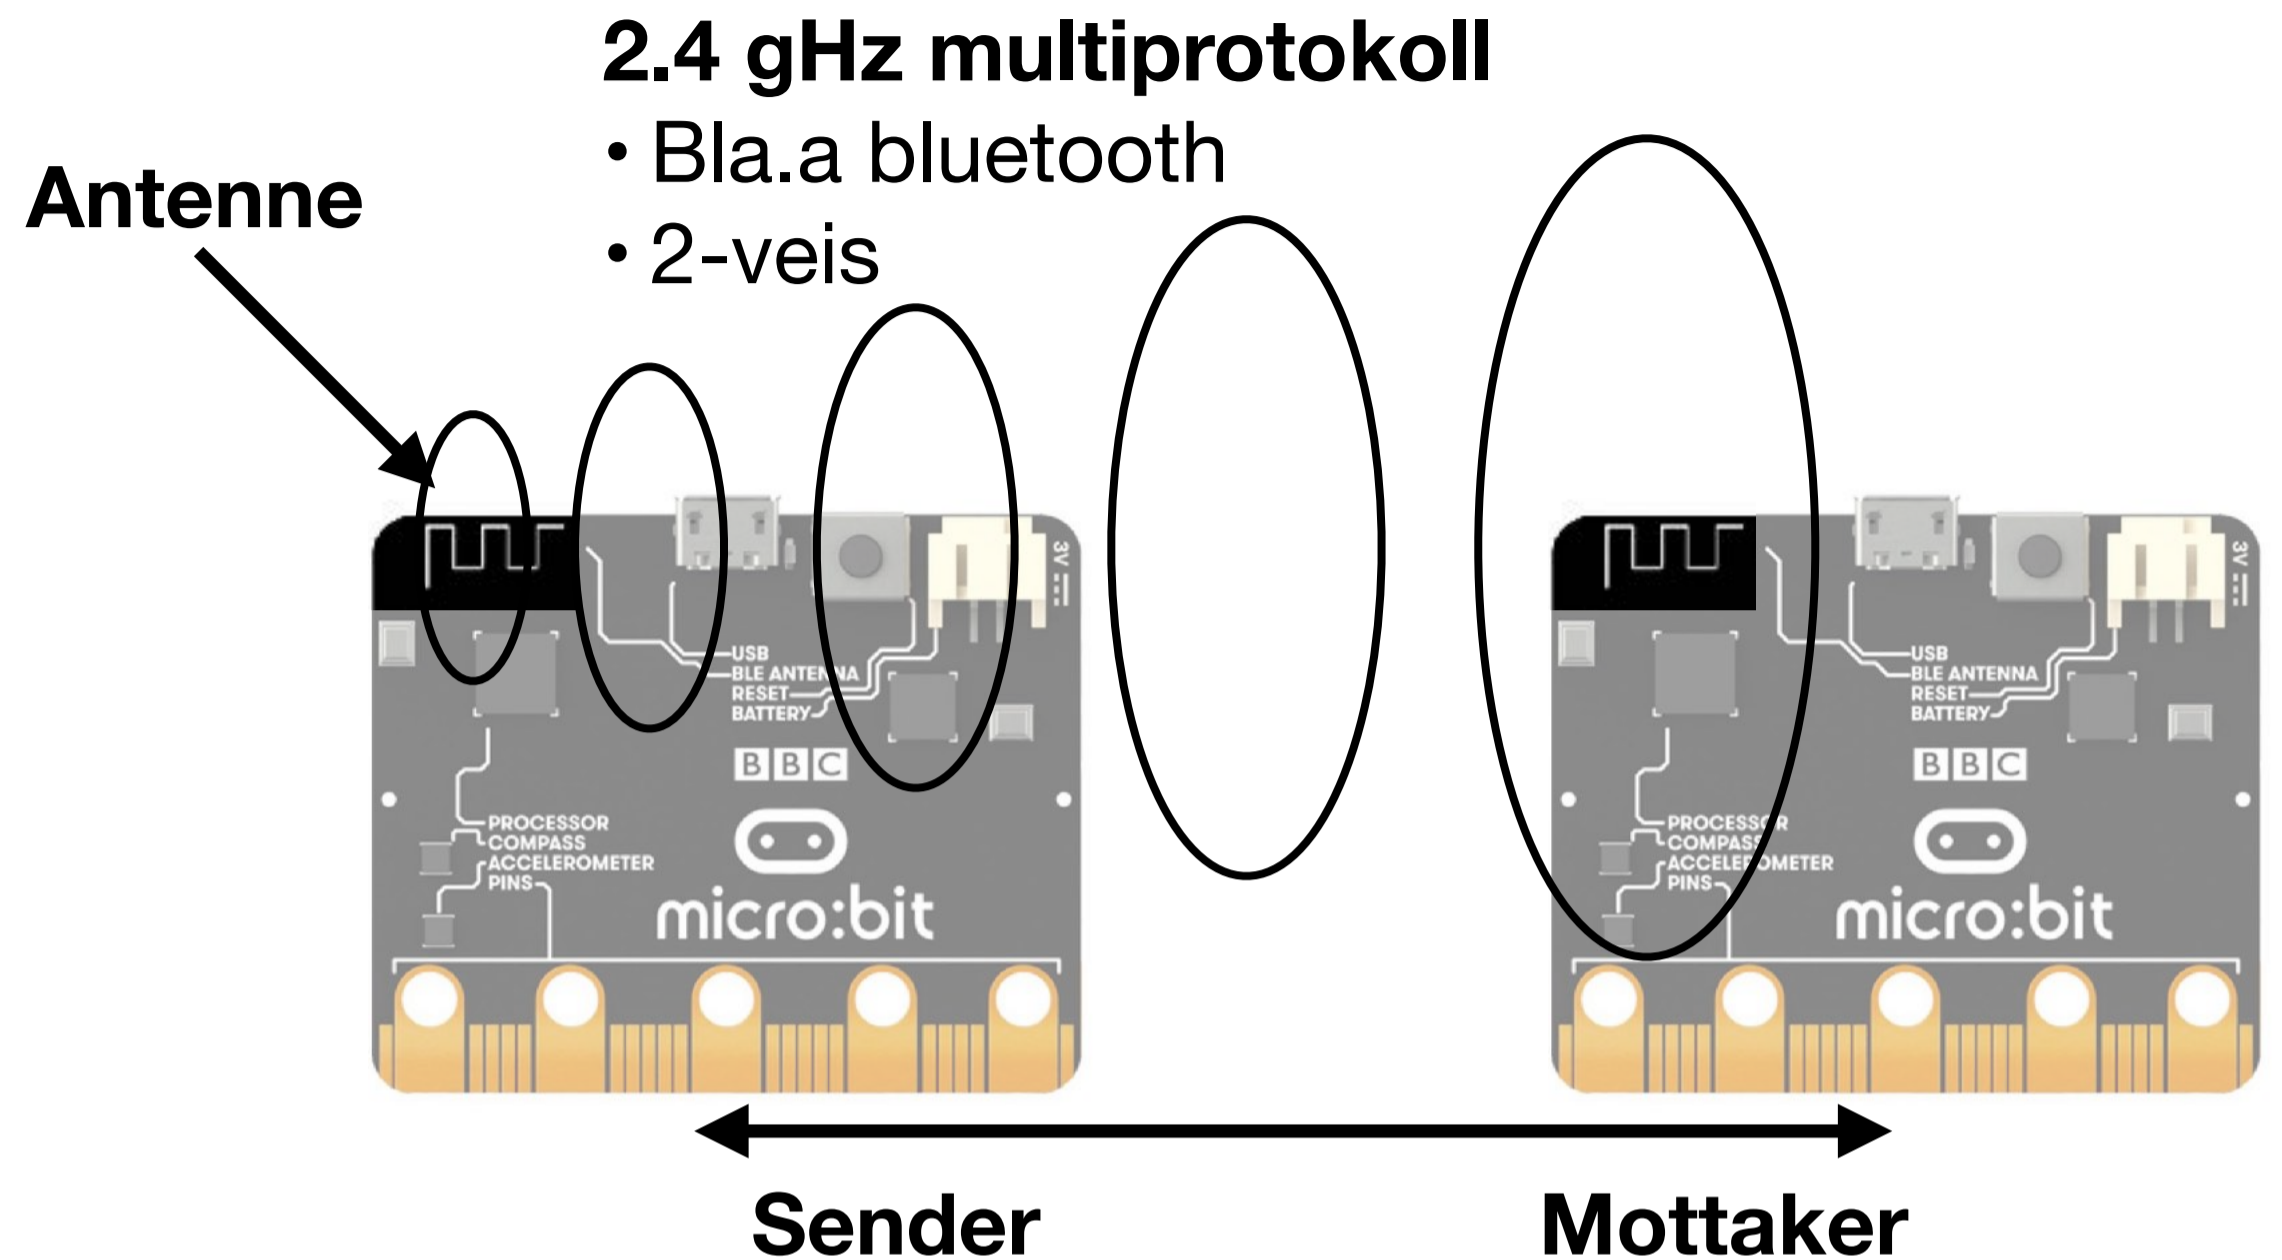 2.4 gHz multiprotokoll
• Bla.a bluetooth
• 2-veis
Antenne
3V
USB
BLE ANTENNA
RESET
BATTERY
BBC
PROCESSOR
COMPASS
ACCELEROMETER
PINS
micro:bit
3V
USB
BLE ANTENNA
RESET
BATTERY
BBC
PROCESSOR
COMPASS
ACCELEROMETER
PINS
micro:bit
Sender
Mottaker